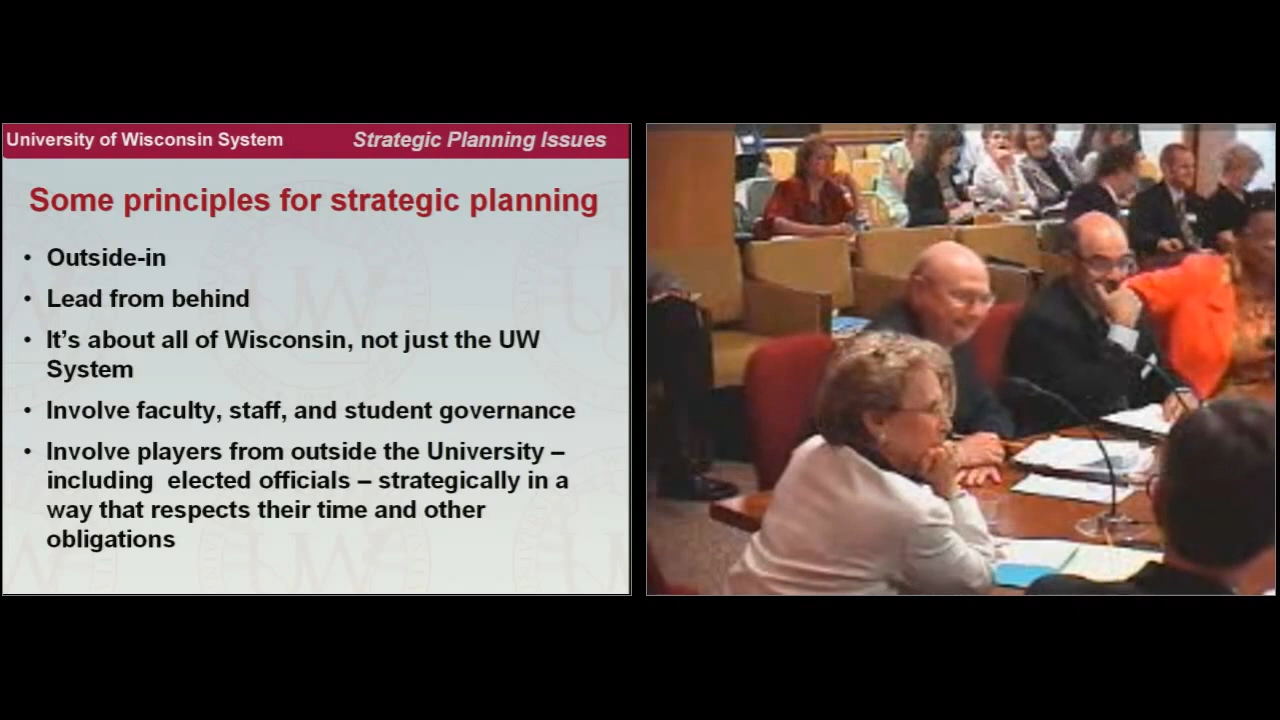 University of Wisconsin System
Strategic Planning Issues
Some principles for strategic planning
• Outside-in
• Lead from behind
• It's about all of Wisconsin, not just the UW
System
• Involve faculty, staff, and student governance
• Involve players from outside the University –
including elected officials – strategically in a
way that respects their time and other
obligations